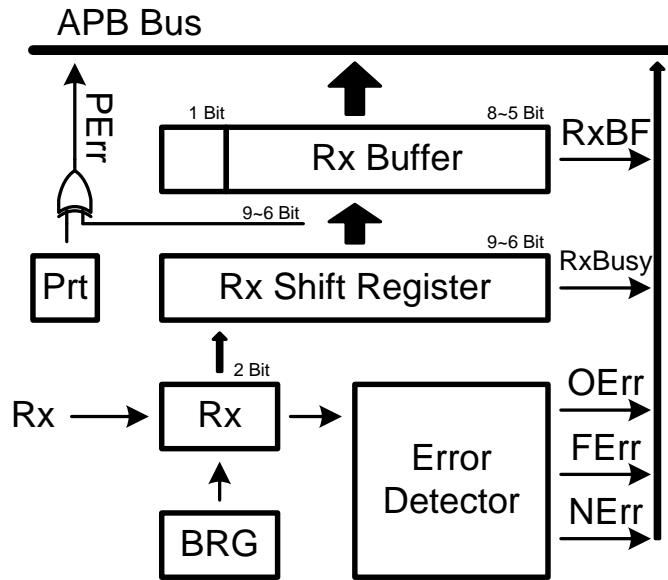 APB Bus
PErr
1 Bit
8~5 Bit
Rx Buffer
RxBF
9~6 Bit
9~6 Bit
Prt
Rx Shift Register
RxBusy
2 Bit
Rx
Rx
OErr
Error
Detector
FErr
NErr
BRG